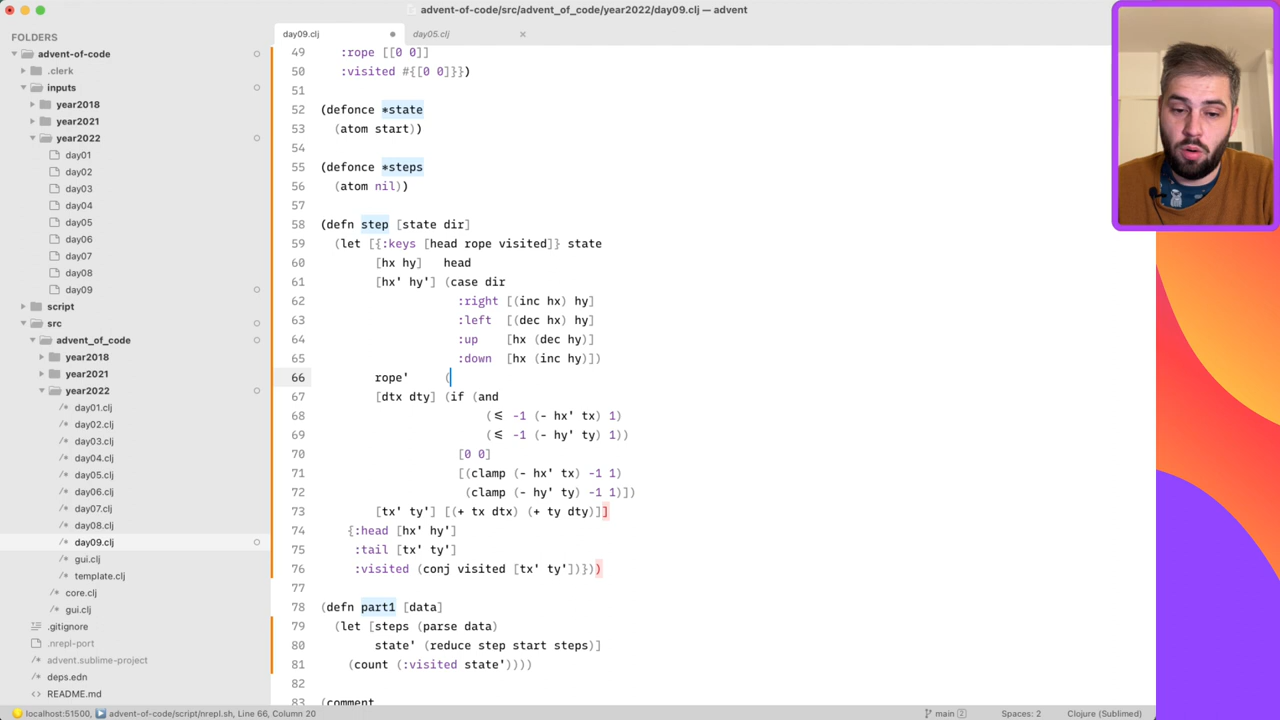 advent-of-code/src/advent_of_code/year2022/day09.clj — advent
FOLDERS
advent-of-code
.clerk
inputs
year2018
year2021
year2022
day01
day02
day03
day04
day05
day06
day07
day08
day09
script
src
advent_of_code
year2018
year2021
year2022
/* day01.clj
/* day02.clj
/* day03.clj
/* day04.clj
/* day05.clj
/* day06.clj
/* day07.clj
/* day08.clj
/* day09.clj
/* gui.clj
/* template.clj
/* core.clj
/* gui.clj
.gitignore
.nrepl-port
advent.sublime-project
deps.edn
README.md
day09.clj
day05.clj
49 :rope [[0 0]]
50 :visited #{[0 0]}})
51
52 (defonce *state
53 (atom start))
54
55 (defonce *steps
56 (atom nil))
57
58 (defn step [state dir]
59 (let [{:keys [head rope visited]} state
60 [hx hy] head
61 [hx' hy'] (case dir
62 :right [(inc hx) hy]
63 :left [(dec hx) hy]
64 :up [hx (dec hy)]
65 :down [hx (inc hy)])
66 rope' (
67 [dtx dty] (if (and
68 (<= -1 (- hx' tx) 1)
69 (<= -1 (- hy' ty) 1))
70 [0 0]
71 [(clamp (- hx' tx) -1 1)
72 (clamp (- hy' ty) -1 1)])
73 [tx' ty'] [(+ tx dtx) (+ ty dty)]]
74 {:head [hx' hy']
75 :tail [tx' ty']
76 :visited (conj visited [tx' ty'])}))
77
78 (defn part1 [data]
79 (let [steps (parse data)
80 state' (reduce step start steps)]
81 (count (:visited state'))))
82
83 (comment
localhost:51500, advent-of-code/script/nrepl.sh, Line 66, Column 20
main 2
Spaces: 2
Clojure (Sublimed)